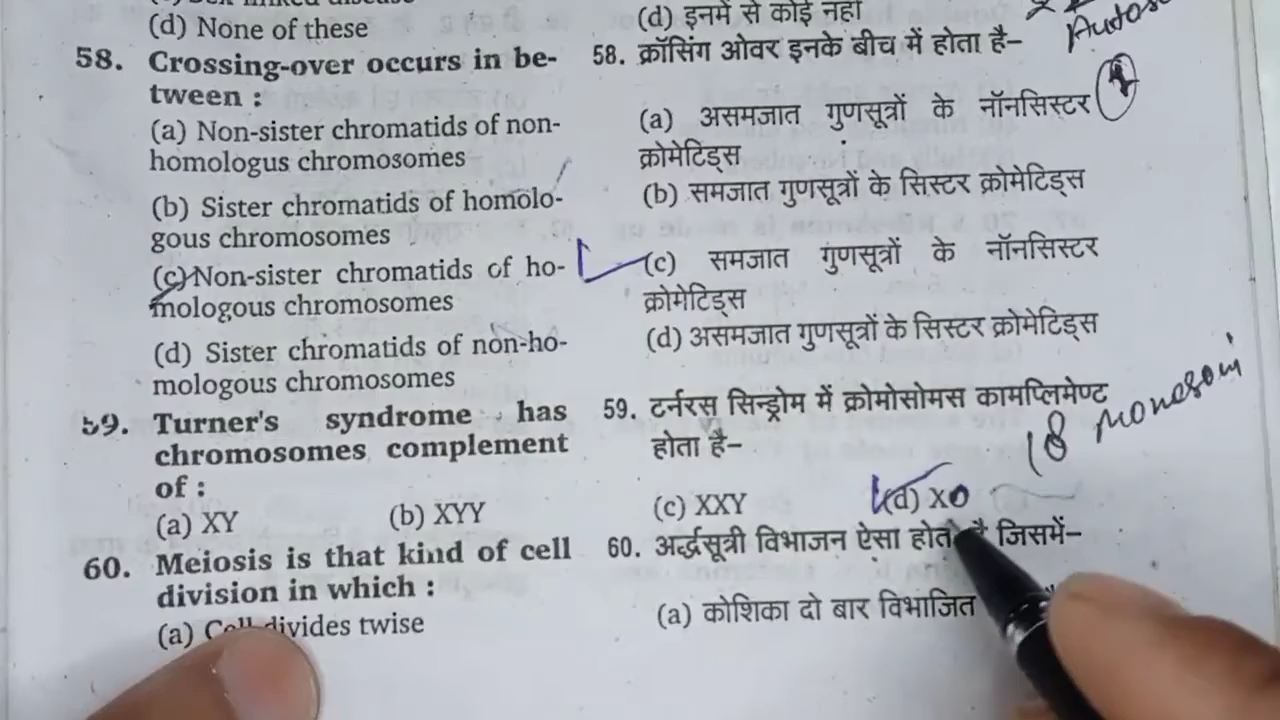 (d) None of these
58. Crossing-over occurs in be-
tween :
(a) Non-sister chromatids of non-
homologus chromosomes
(b) Sister chromatids of homolo-
gous chromosomes
(c) Non-sister chromatids of ho-
mologous chromosomes
(d) Sister chromatids of non-ho-
mologous chromosomes
59. Turner's syndrome has
chromosomes complement
of :
(a) XY (b) XYY
60. Meiosis is that kind of cell
division in which :
(a) Cell divides twise
(d) इनमें से कोई नहीं
58. क्रॉसिंग ओवर इनके बीच में होता है–
(a) असमजात गुणसूत्रों के नॉनसिस्टर
क्रोमेटिड्स
(b) समजात गुणसूत्रों के सिस्टर क्रोमेटिड्स
(c) समजात गुणसूत्रों के नॉनसिस्टर
क्रोमेटिड्स
(d) असमजात गुणसूत्रों के सिस्टर क्रोमेटिड्स
59. टर्नरस सिन्ड्रोम में क्रोमोसोमस काम्प्लिमेण्ट
होता है–
(c) XXY (d) XO
18 monosomi
60. अर्द्धसूत्री विभाजन ऐसा होता है जिसमें–
(a) कोशिका दो बार विभाजित